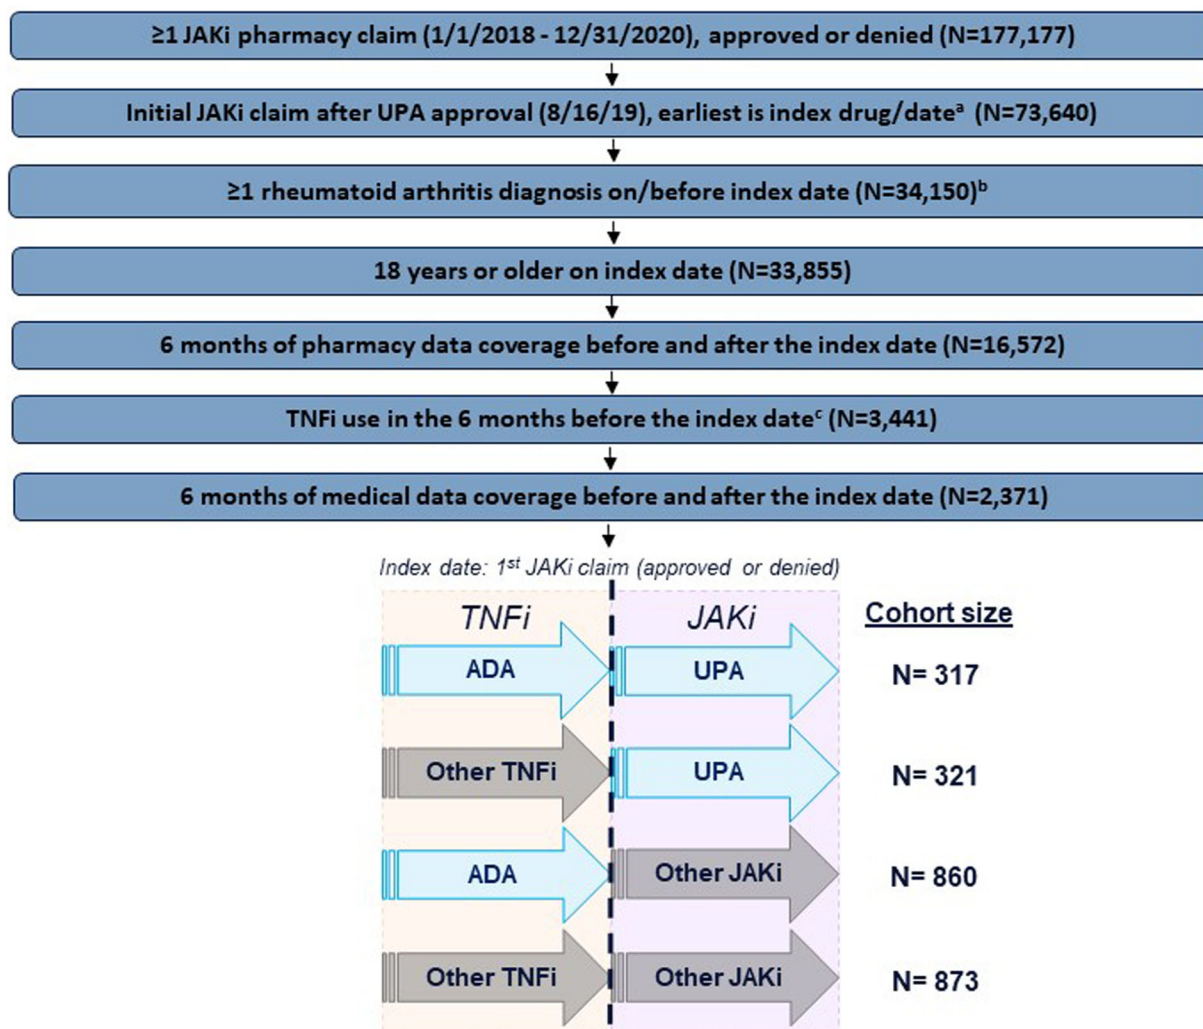 ≥1 JAKi pharmacy claim (1/1/2018 - 12/31/2020), approved or denied (N=177,177)
Initial JAKi claim after UPA approval (8/16/19), earliest is index drug/dateᵃ (N=73,640)
≥1 rheumatoid arthritis diagnosis on/before index date (N=34,150)ᵇ
18 years or older on index date (N=33,855)
6 months of pharmacy data coverage before and after the index date (N=16,572)
TNFi use in the 6 months before the index dateᶜ (N=3,441)
6 months of medical data coverage before and after the index date (N=2,371)
Index date: 1ˢᵗ JAKi claim (approved or denied)
TNFi JAKi Cohort size
ADA UPA N= 317
Other TNFi UPA N= 321
ADA Other JAKi N= 860
Other TNFi Other JAKi N= 873